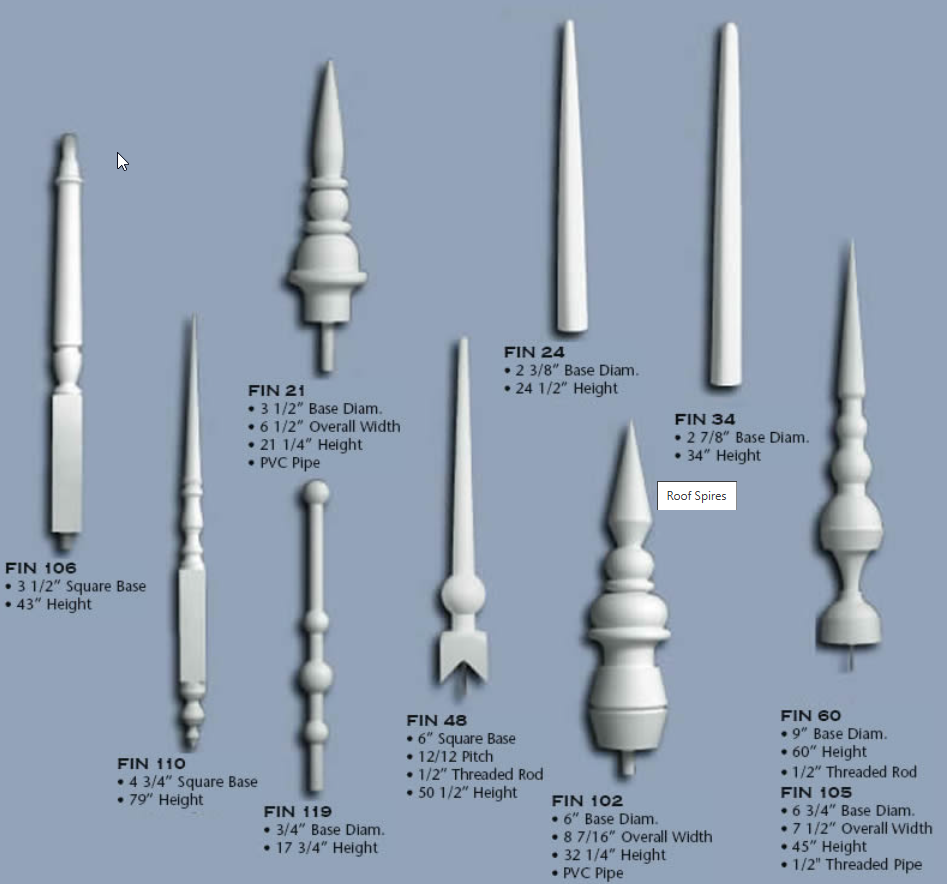 FIN 106
• 3 1/2” Square Base
• 43” Height
FIN 110
• 4 3/4” Square Base
• 79” Height
FIN 21
• 3 1/2” Base Diam.
• 6 1/2” Overall Width
• 21 1/4” Height
• PVC Pipe
FIN 119
• 3/4” Base Diam.
• 17 3/4” Height
FIN 48
• 6” Square Base
• 12/12 Pitch
• 1/2” Threaded Rod
• 50 1/2” Height
FIN 24
• 2 3/8” Base Diam.
• 24 1/2” Height
FIN 34
• 2 7/8” Base Diam.
• 34” Height
Roof Spires
FIN 102
• 6” Base Diam.
• 8 7/16” Overall Width
• 32 1/4” Height
• PVC Pipe
FIN 60
• 9” Base Diam.
• 60” Height
• 1/2” Threaded Rod
FIN 105
• 6 3/4” Base Diam.
• 7 1/2” Overall Width
• 45” Height
• 1/2" Threaded Pipe